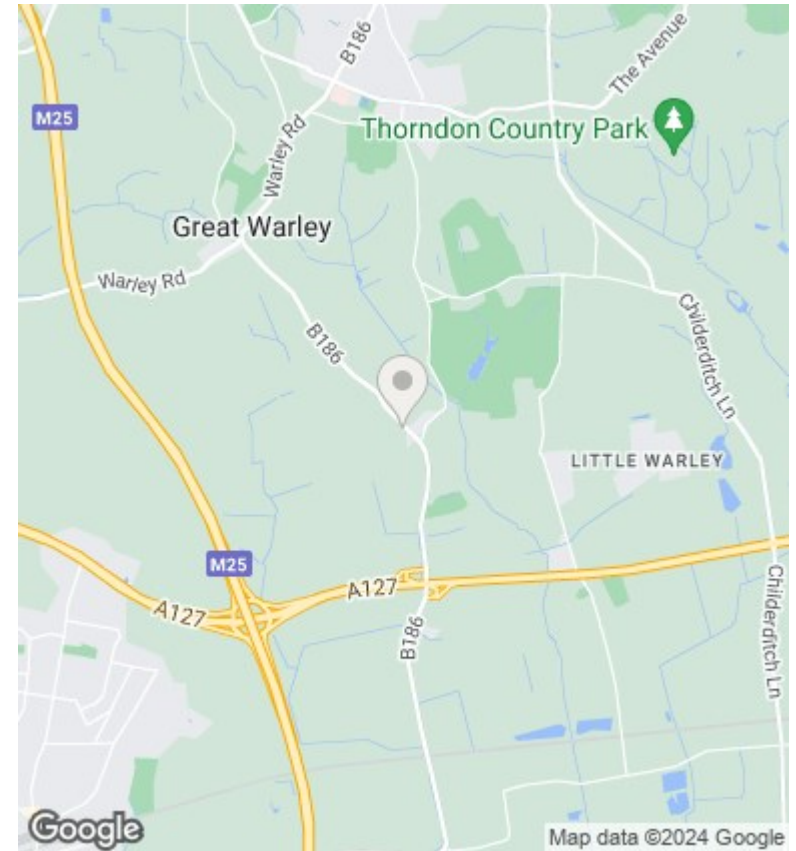 B186
The Avenue
M25
Thorndon Country Park
Warley Rd
Great Warley
Warley Rd
B186
Childerditch Ln
LITTLE WARLEY
M25
A127
A127
Childerditch Ln
B186
Google
Map data ©2024 Google